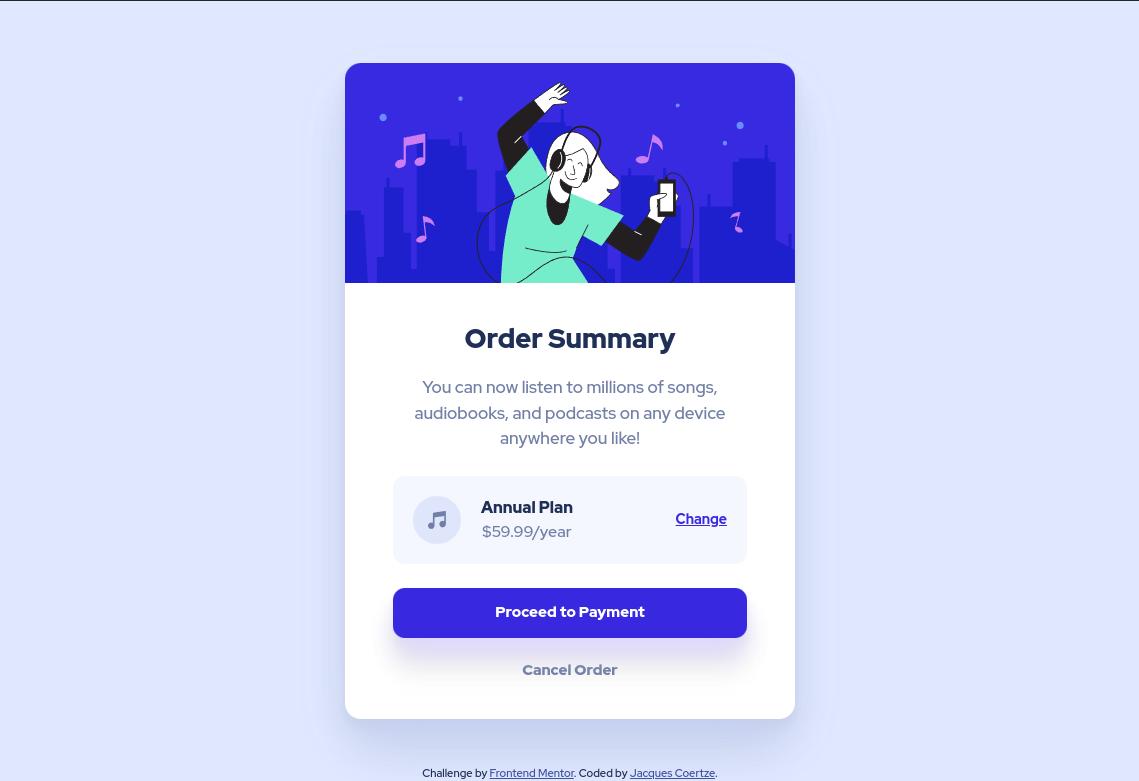 Order Summary
You can now listen to millions of songs,
audiobooks, and podcasts on any device
anywhere you like!
Annual Plan
$59.99/year
Change
Proceed to Payment
Cancel Order
Challenge by Frontend Mentor. Coded by Jacques Coertze.